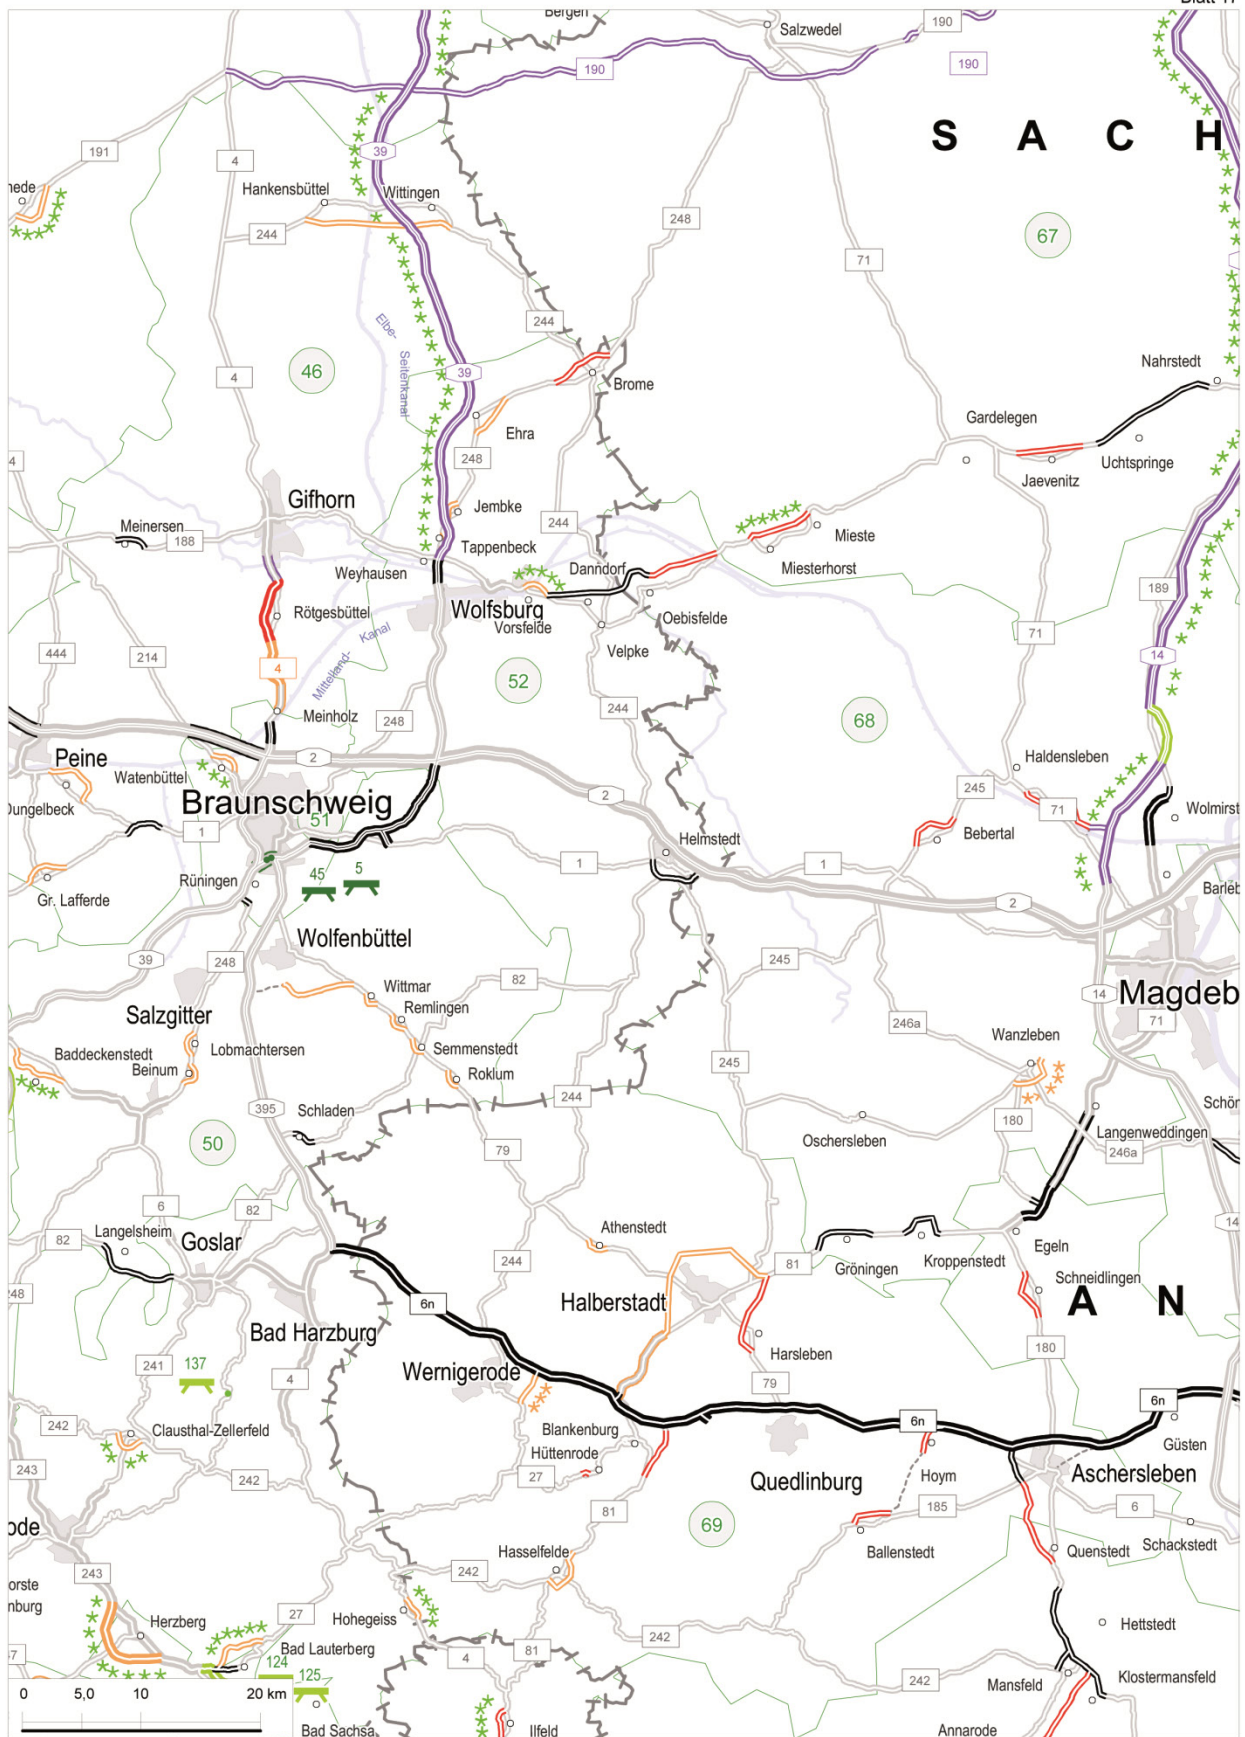 Bergen
Salzwedel
190
190
190
S A C H
191
4
39
Hankensbüttel
Wittingen
244
248
67
71
244
Elbe-
Seitenkanal
46
4
39
Brome
Nahrstedt
Gardelegen
Ehra
248
Uchtspringe
Jaevenitz
Gifhorn
Jembke
244
Meinersen
188
Tappenbeck
Mieste
Miesterhorst
Weyhausen
Danndorf
189
Rötgesbüttel
Wolfsburg
Vorsfelde
Oebisfelde
Kanal
Mittelland-
71
Velpke
444
214
14
4
52
244
68
Meinholz
248
Peine
2
Haldensleben
Watenbüttel
245
2
Braunschweig
51
71
Wolmirst
1
Bebertal
Helmstedt
1
1
45
5
Rüningen
2
Gr. Lafferde
Wolfenbüttel
39
248
245
82
Wittmar
14
Magdeb
Remlingen
Salzgitter
246a
71
Wanzleben
Baddeckenstedt
Lobmachtersen
Semmenstedt
245
Beinum
Roklum
244
395
Schladen
180
Langenweddingen
Oschersleben
50
79
246a
6
82
82
Langelsheim
Goslar
Athenstedt
14
Egeln
244
81
Gröningen
Kroppenstedt
Schneidlingen
6n
Halberstadt
A N
Bad Harzburg
Harsleben
180
241
137
4
Wernigerode
79
6n
242
Clausthal-Zellerfeld
Blankenburg
6n
Güsten
Hüttenrode
27
243
242
Quedlinburg
Hoym
Aschersleben
81
185
6
69
Hasselfelde
Ballenstedt
Quenstedt
Schackstedt
243
242
27
Hohegeiss
Herzberg
Hettstedt
242
Bad Lauterberg
4
81
124
125
242
Mansfeld
Klostermansfeld
0 5,0 10 20 km
Bad Sachsa
Ilfeld
Annarode